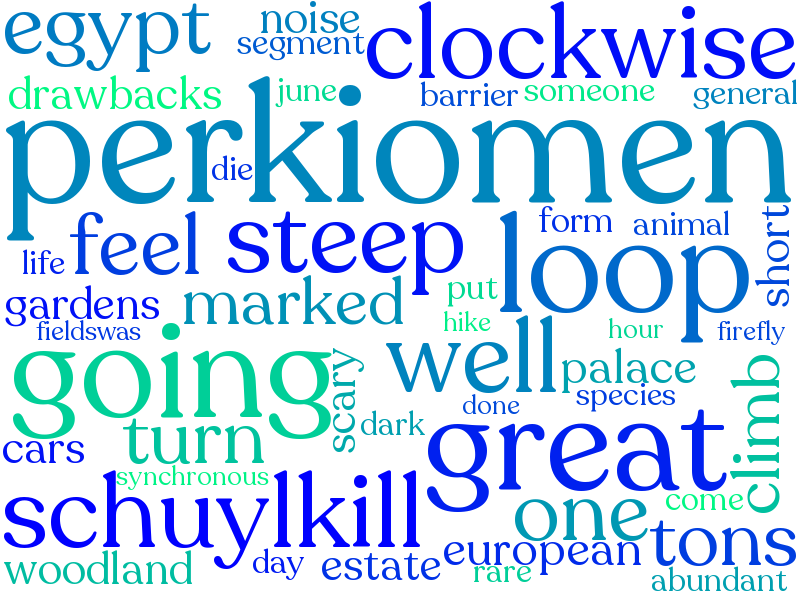 egypt noise clockwise
segment
drawbacks june barrier someone general
perkiomen
die
life feel steep loop form animal short
gardens marked put
fieldswas hike hour firefly
going scary well palace
done species
cars turn dark great climb
synchronous
schuylkill one come
woodland day estate european rare tons
abundant